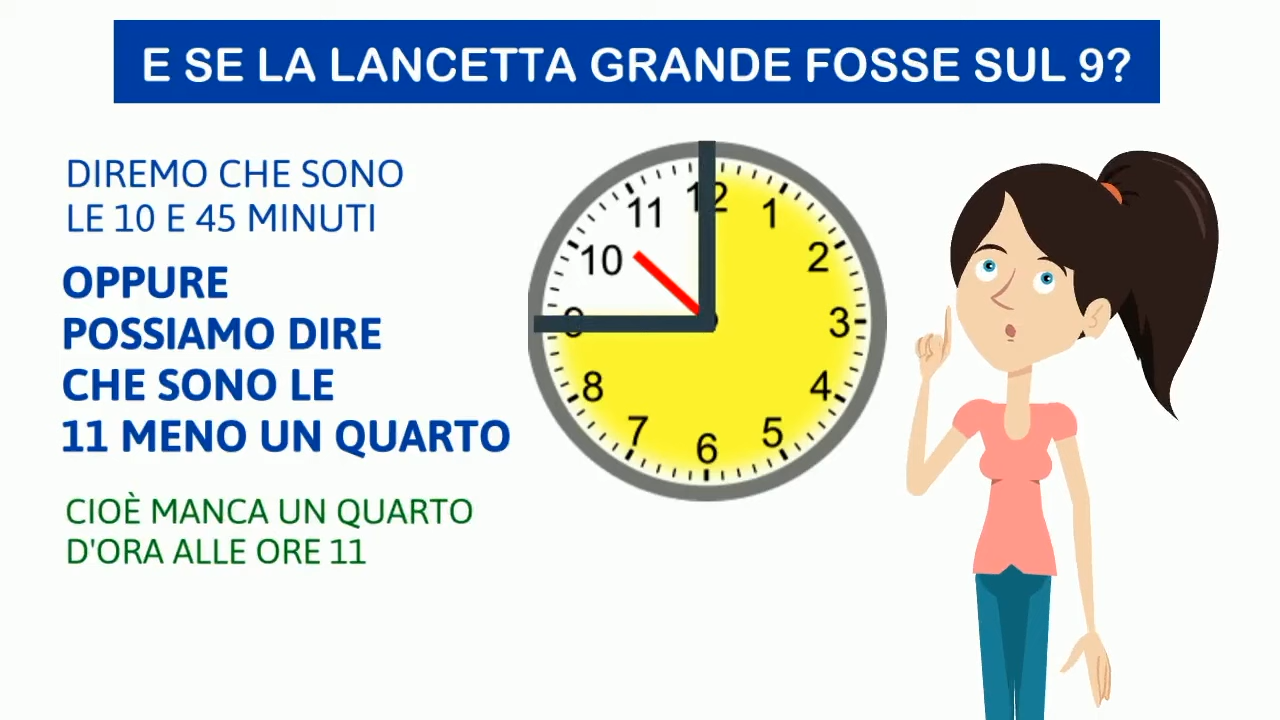 E SE LA LANCETTA GRANDE FOSSE SUL 9?
DIREMO CHE SONO
LE 10 E 45 MINUTI
OPPURE
POSSIAMO DIRE
CHE SONO LE
11 MENO UN QUARTO
CIOÈ MANCA UN QUARTO
D'ORA ALLE ORE 11
12
1
2
3
4
5
6
7
8
9
10
11